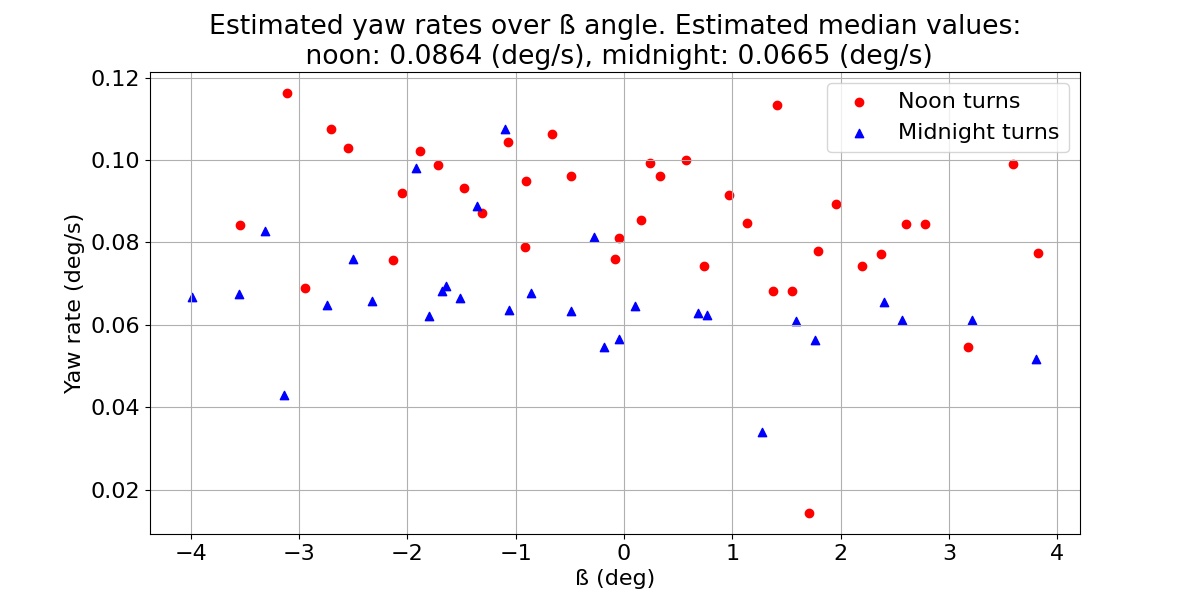 Estimated yaw rates over ß angle. Estimated median values:
noon: 0.0864 (deg/s), midnight: 0.0665 (deg/s)
Noon turns
Midnight turns
Yaw rate (deg/s)
0.12
0.10
0.08
0.06
0.04
0.02
−4 −3 −2 −1 0 1 2 3 4
ß (deg)